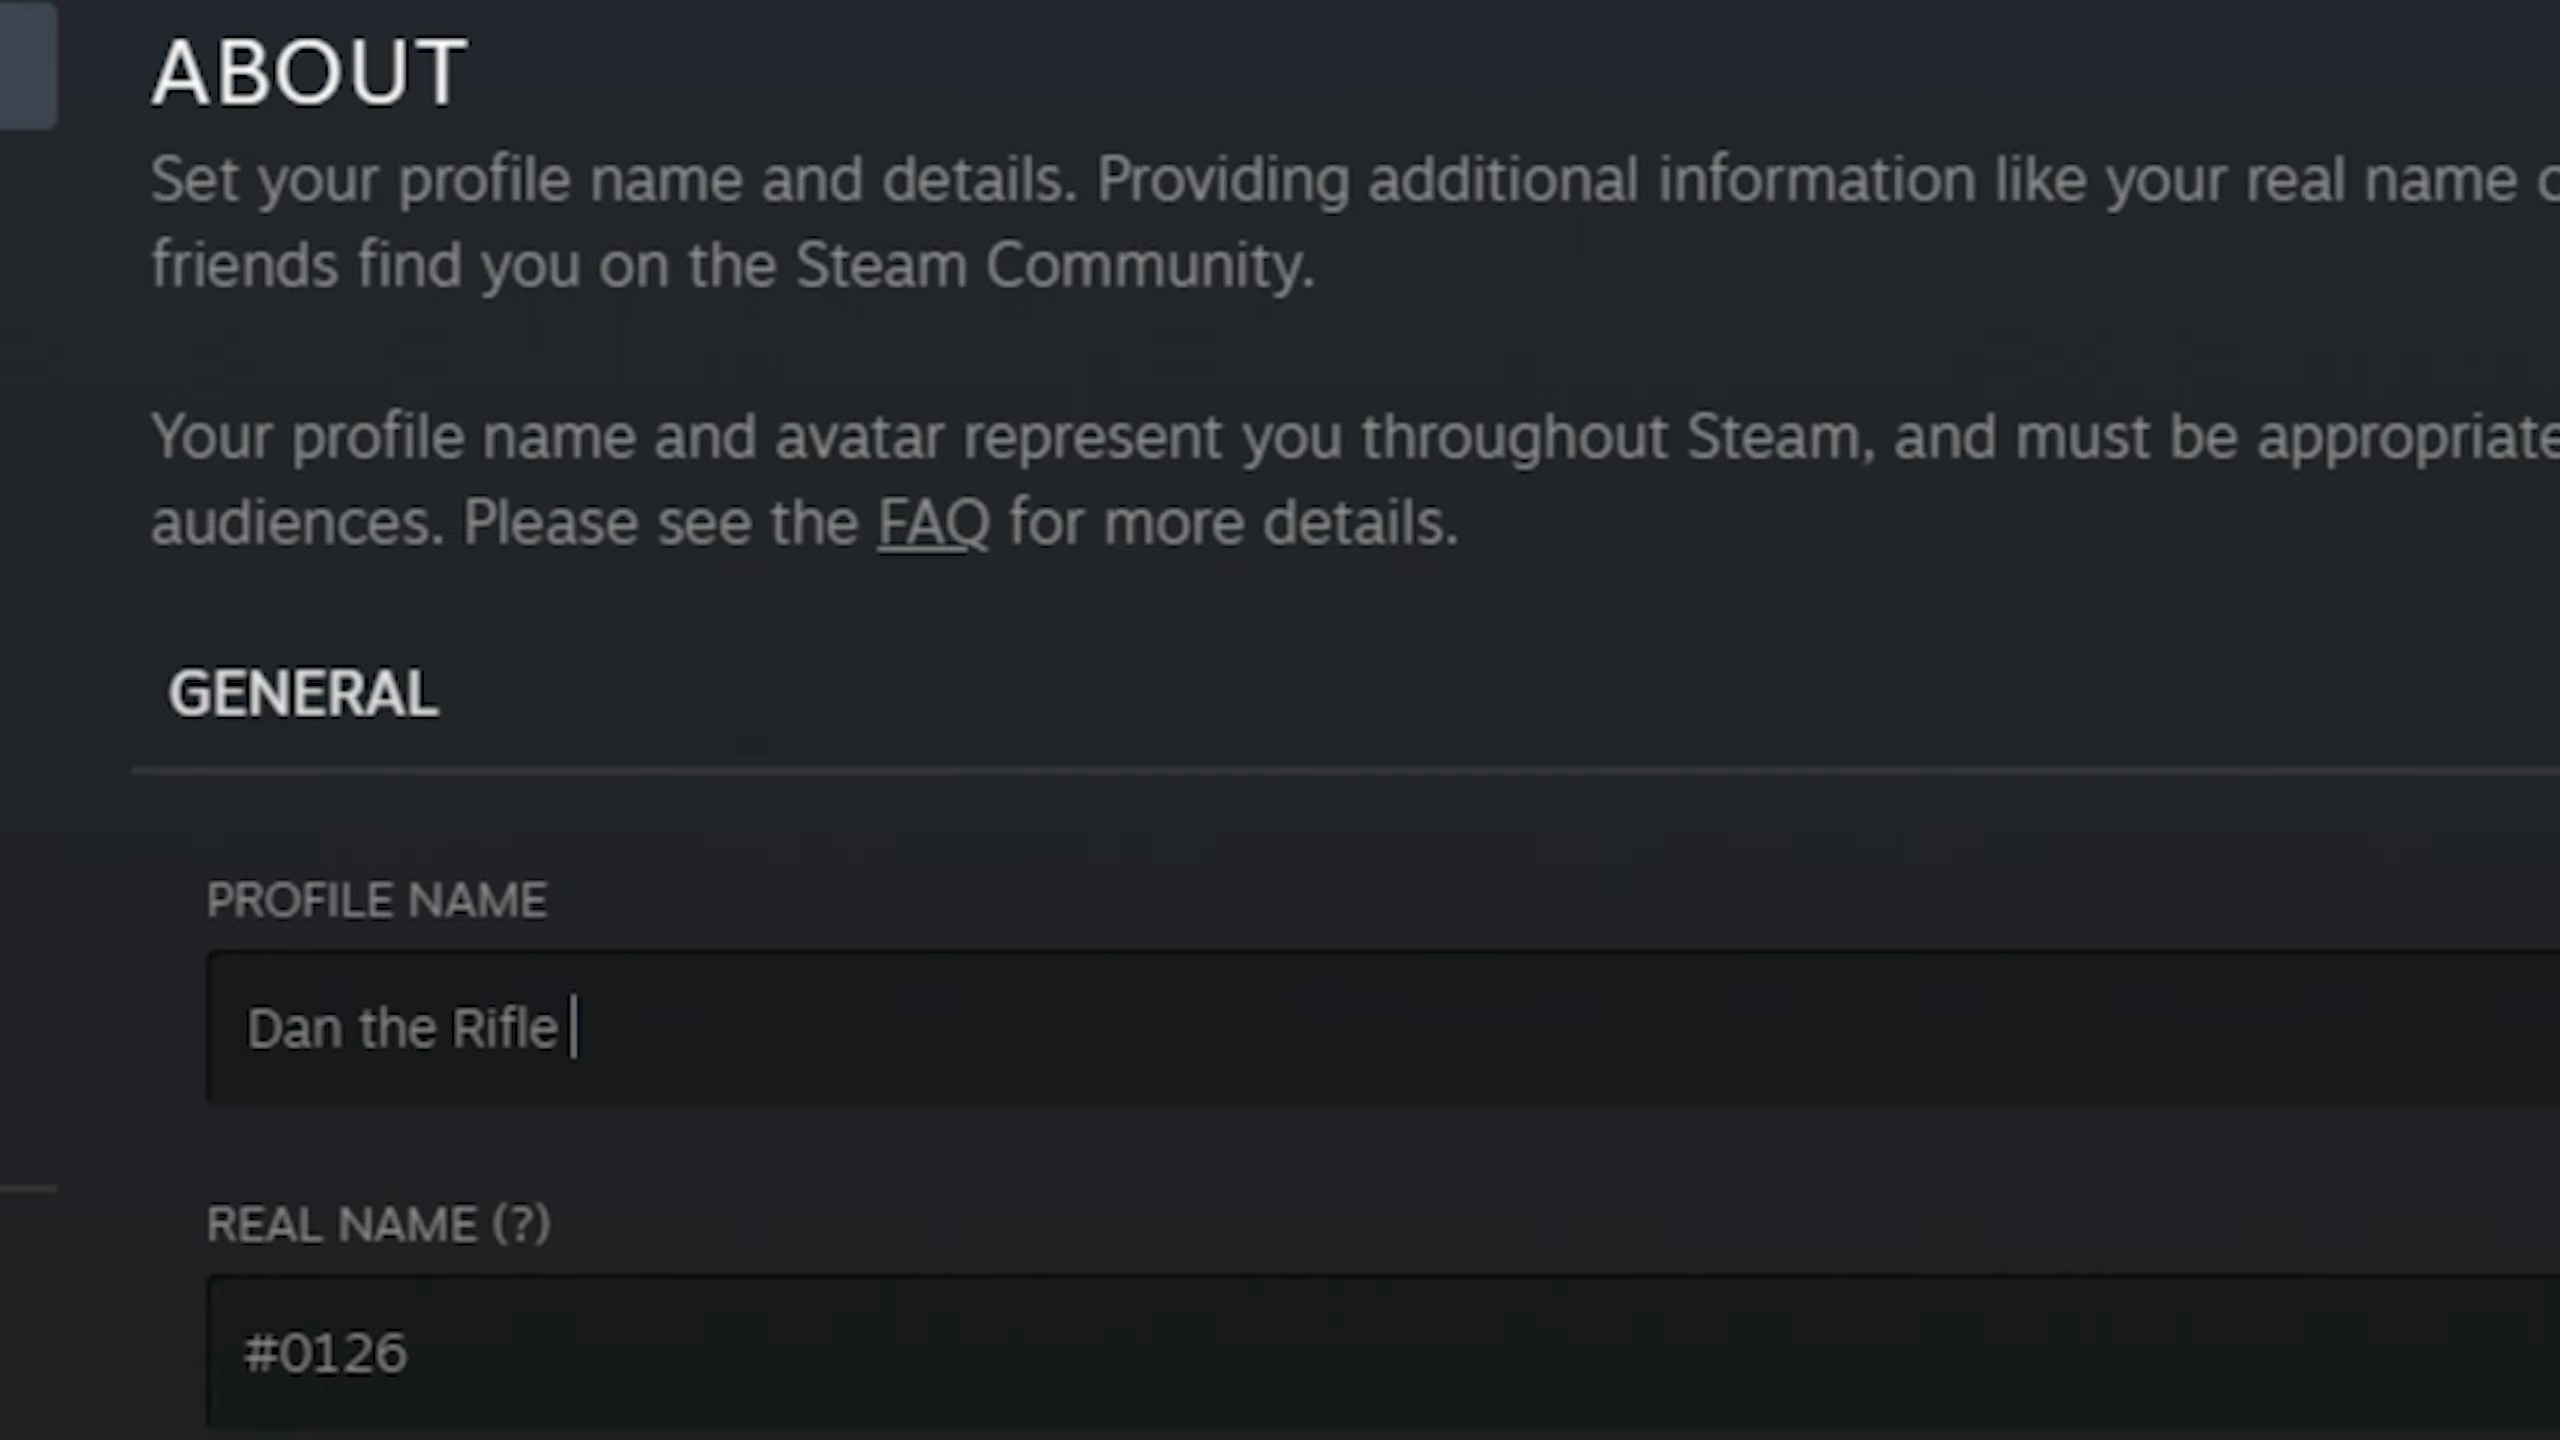 ABOUT
Set your profile name and details. Providing additional information like your real name
friends find you on the Steam Community.
Your profile name and avatar represent you throughout Steam, and must be appropriate
audiences. Please see the FAQ for more details.
GENERAL
PROFILE NAME
Dan the Rifle
REAL NAME (?)
#0126